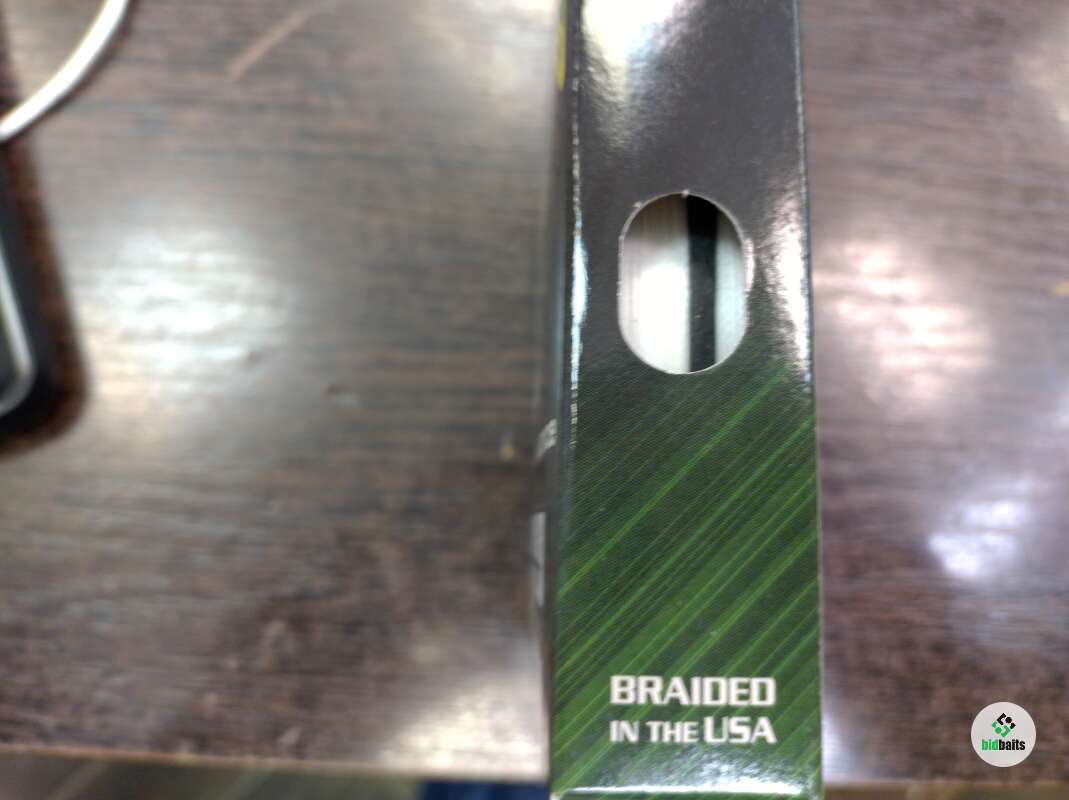 BRAIDED
IN THE USA
bidbaits